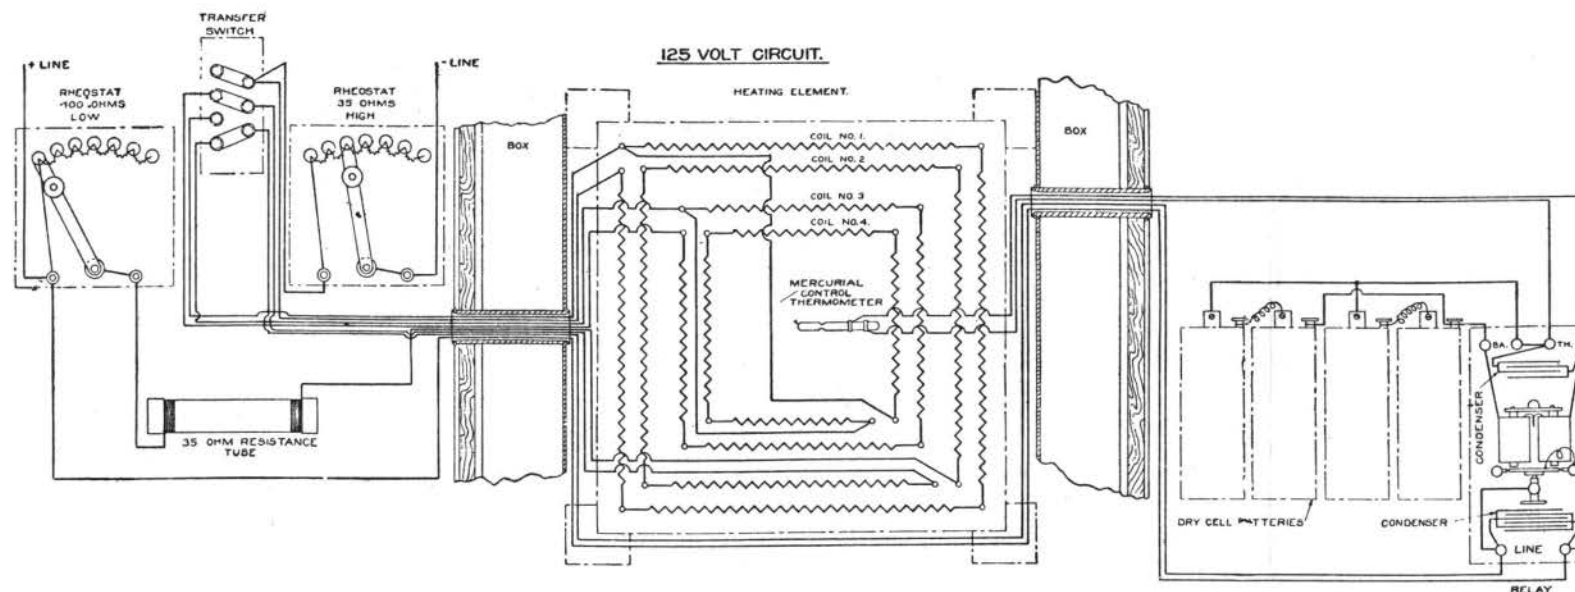 125 VOLT CIRCUIT.
TRANSFER
SWITCH
+ LINE
- LINE
RHEOSTAT
100 OHMS
LOW
RHEOSTAT
35 OHMS
HIGH
HEATING ELEMENT.
BOX
BOX
COIL NO. 1.
COIL NO. 2
COIL NO. 3
COIL NO. 4.
MERCURIAL
CONTROL
THERMOMETER
35 OHM RESISTANCE
TUBE
BA.
TH.
CONDENSER
DRY CELL BATTERIES
CONDENSER
LINE
RELAY